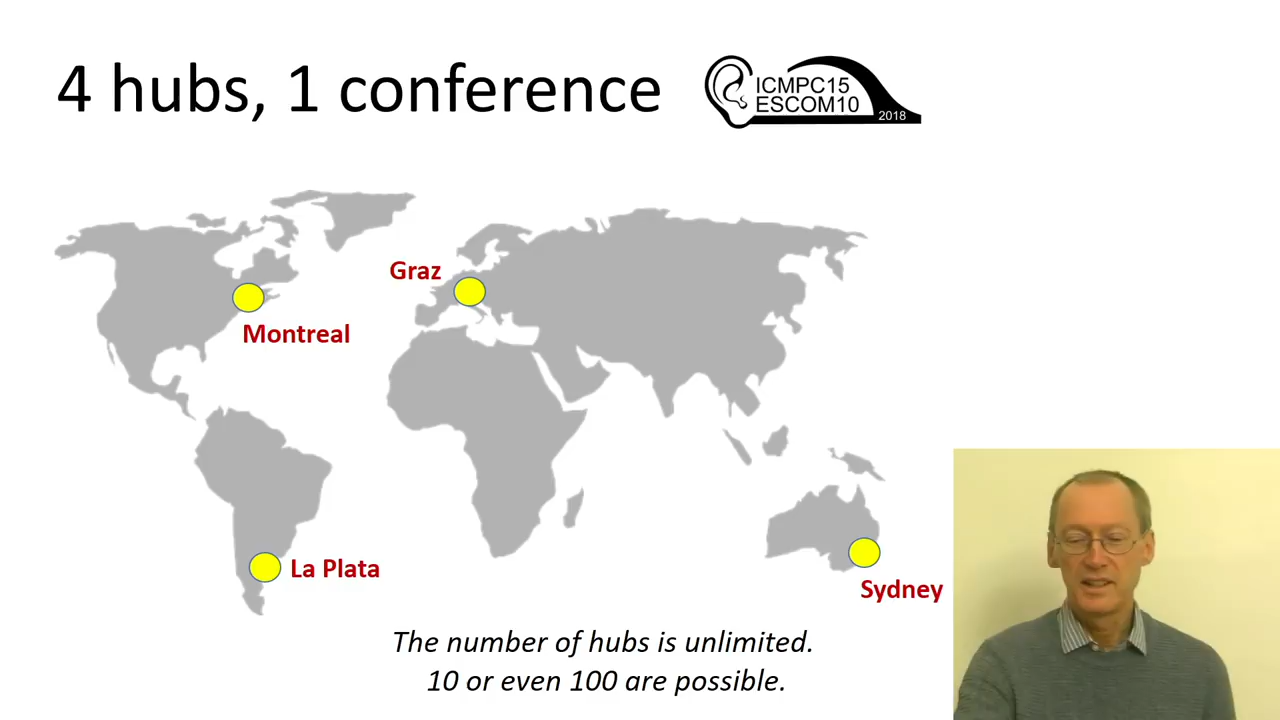 4 hubs, 1 conference
ICMPC15
ESCOM10
2018
Graz
Montreal
La Plata
Sydney
The number of hubs is unlimited.
10 or even 100 are possible.